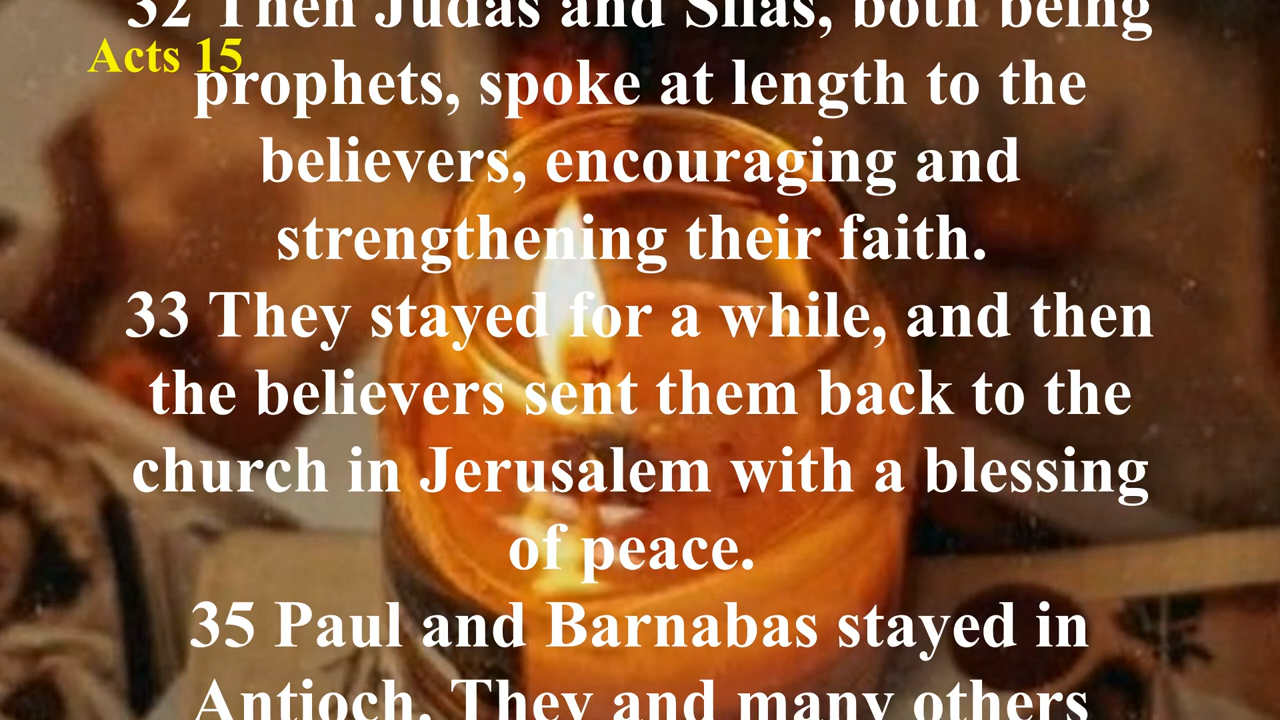 32 Then Judas and Silas, both being
Acts 15
prophets, spoke at length to the
believers, encouraging and
strengthening their faith.
33 They stayed for a while, and then
the believers sent them back to the
church in Jerusalem with a blessing
of peace.
35 Paul and Barnabas stayed in
Antioch. They and many others